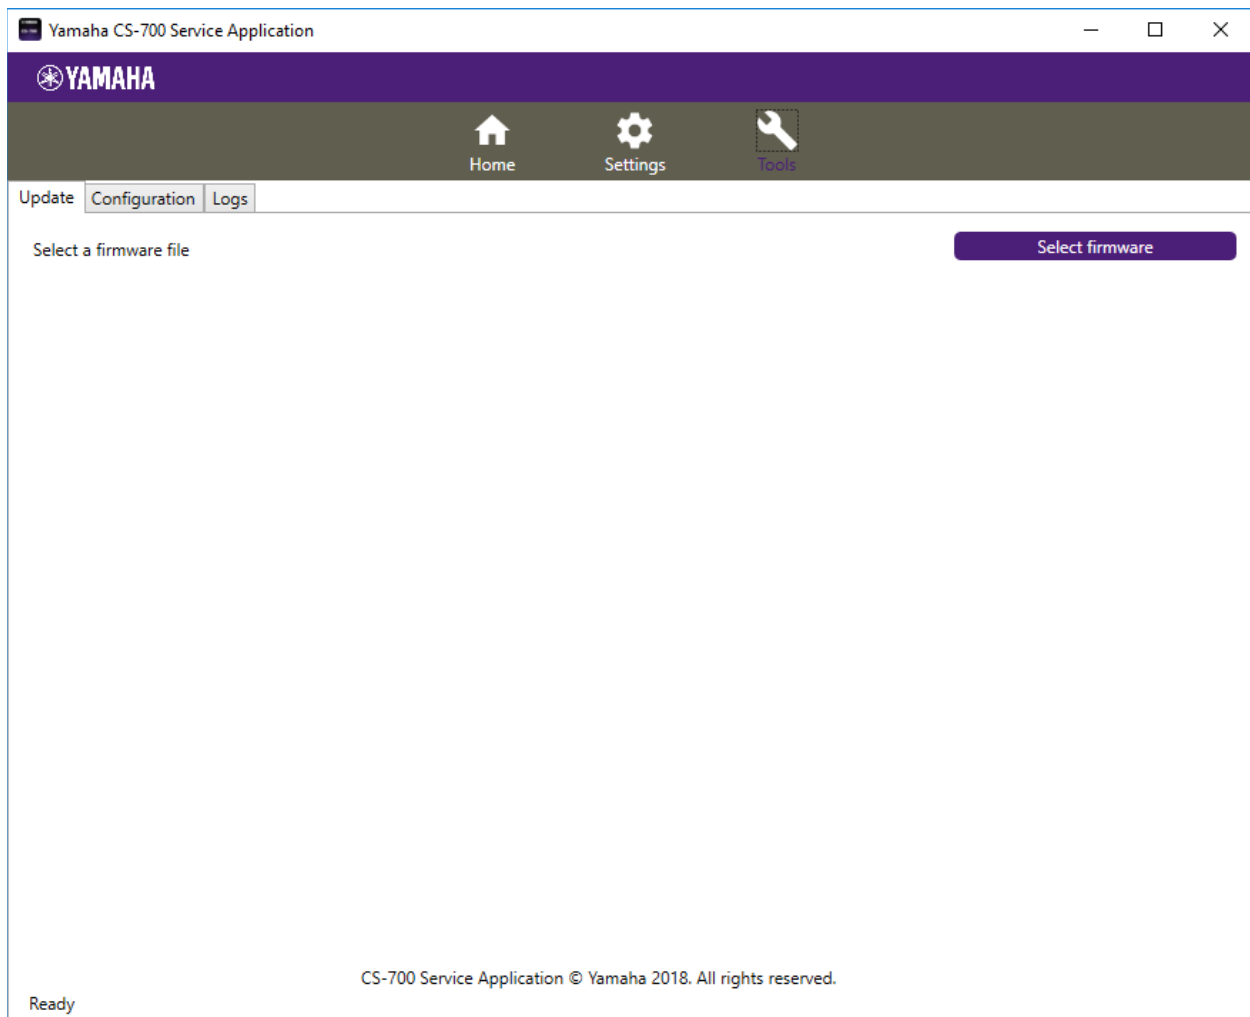 Yamaha CS-700 Service Application
YAMAHA
Home Settings Tools
Update Configuration Logs
Select a firmware file Select firmware
CS-700 Service Application © Yamaha 2018. All rights reserved.
Ready